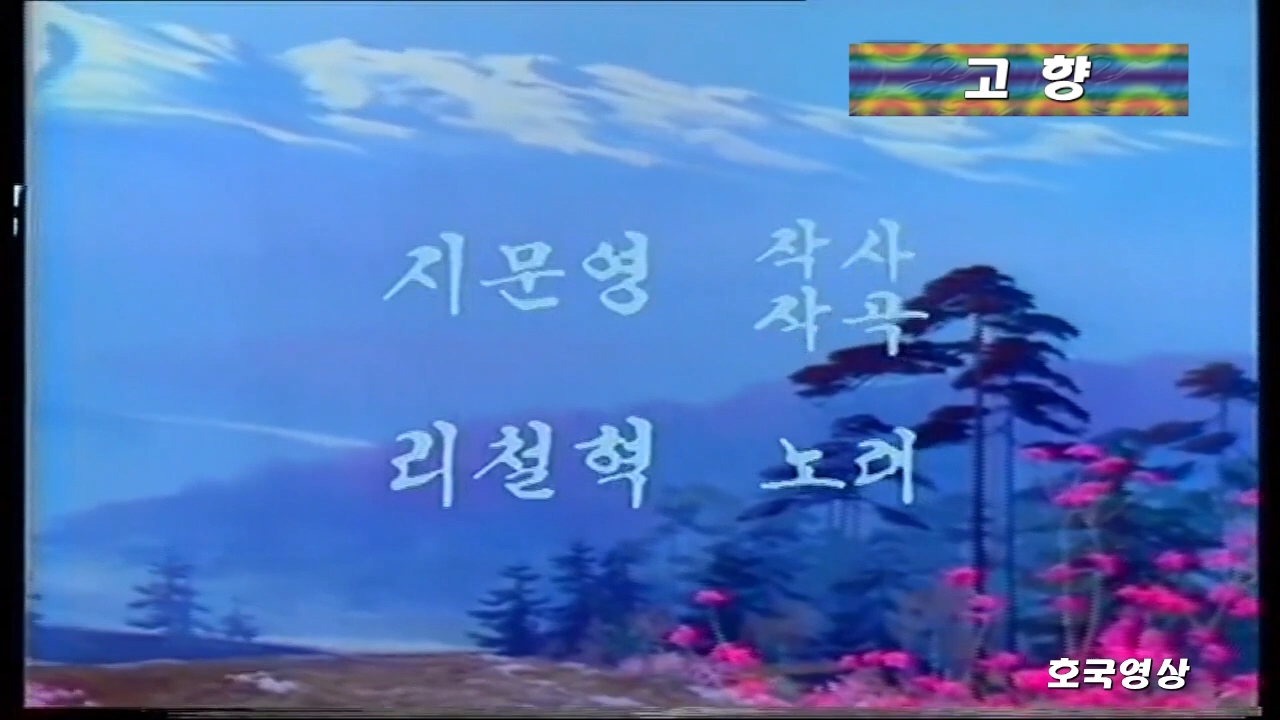 고 향
지문영 작사
작곡
리철혁 노래
호국영상